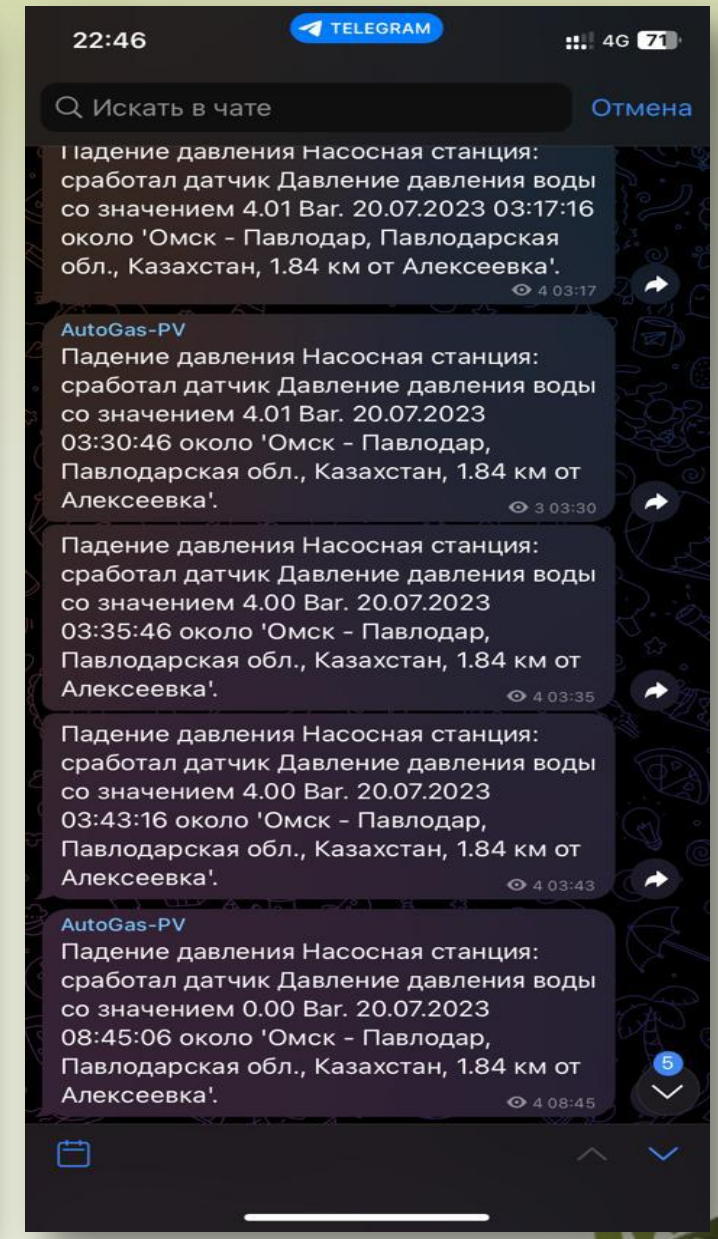 22:46
TELEGRAM
4G 71
Искать в чате
Отмена
Падение давления Насосная станция:
сработал датчик Давление давления воды
со значением 4.01 Bar. 20.07.2023 03:17:16
около 'Омск - Павлодар, Павлодарская
обл., Казахстан, 1.84 км от Алексеевка'.
4 03:17
AutoGas-PV
Падение давления Насосная станция:
сработал датчик Давление давления воды
со значением 4.01 Bar. 20.07.2023
03:30:46 около 'Омск - Павлодар,
Павлодарская обл., Казахстан, 1.84 км от
Алексеевка'.
3 03:30
Падение давления Насосная станция:
сработал датчик Давление давления воды
со значением 4.00 Bar. 20.07.2023
03:35:46 около 'Омск - Павлодар,
Павлодарская обл., Казахстан, 1.84 км от
Алексеевка'.
4 03:35
Падение давления Насосная станция:
сработал датчик Давление давления воды
со значением 4.00 Bar. 20.07.2023
03:43:16 около 'Омск - Павлодар,
Павлодарская обл., Казахстан, 1.84 км от
Алексеевка'.
4 03:43
AutoGas-PV
Падение давления Насосная станция:
сработал датчик Давление давления воды
со значением 0.00 Bar. 20.07.2023
08:45:06 около 'Омск - Павлодар,
Павлодарская обл., Казахстан, 1.84 км от
Алексеевка'.
4 08:45
5